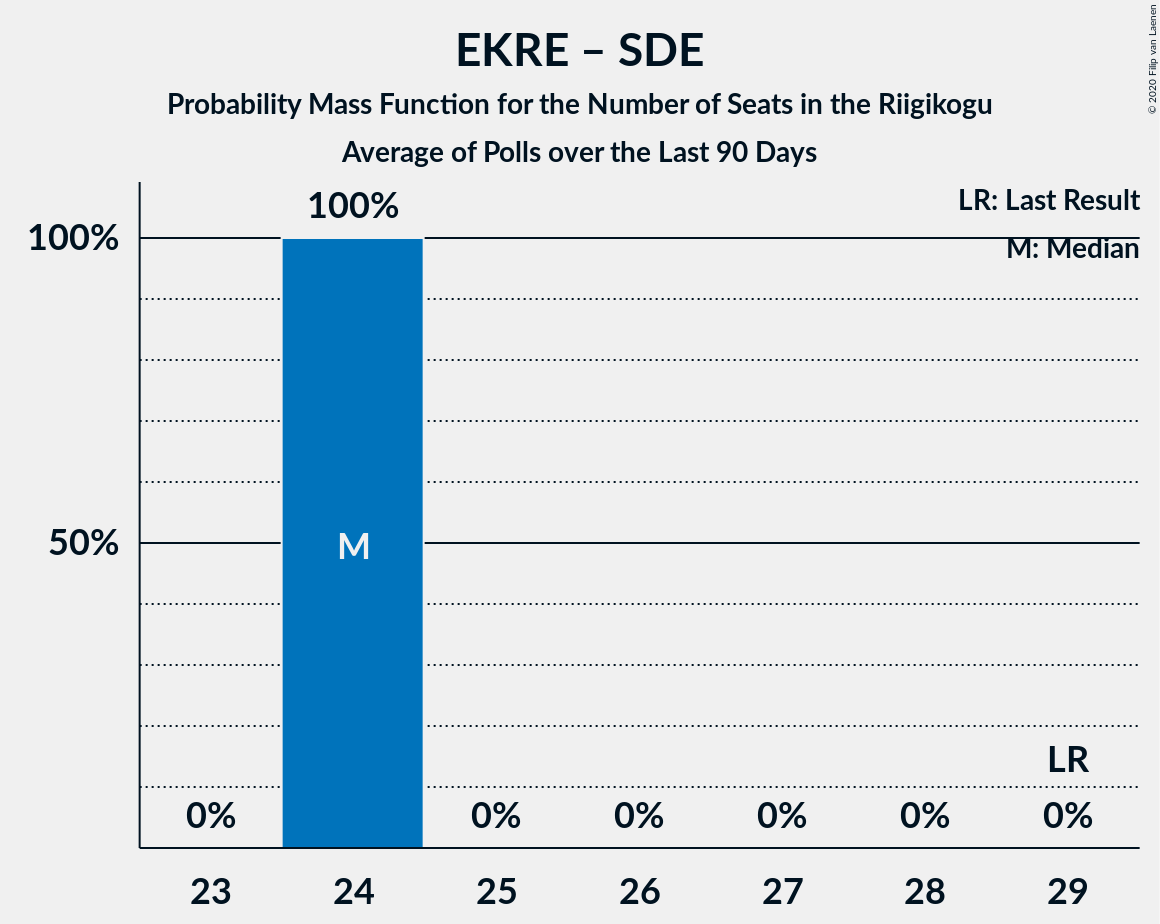 EKRE – SDE
Probability Mass Function for the Number of Seats in the Riigikogu
Average of Polls over the Last 90 Days
© 2020 Filip van Laenen
LR: Last Result
M: Median
100%
100%
50%
M
LR
0%
0%
0%
0%
0%
0%
23
24
25
26
27
28
29